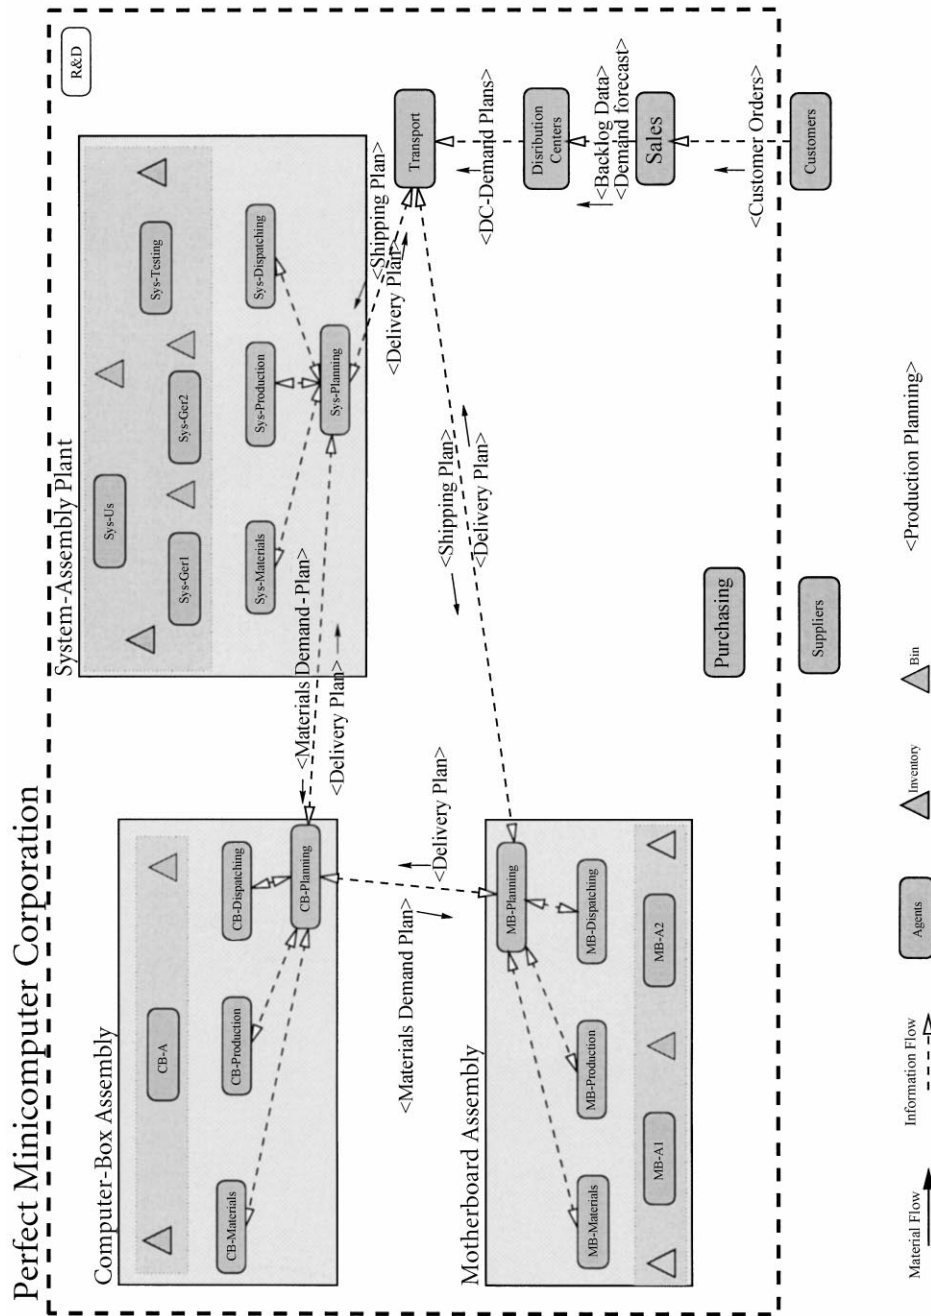 Perfect Minicomputer Corporation
R&D
System-Assembly Plant
Sys-Us
Sys-Testing
Sys-Ger1
Sys-Ger2
Sys-Materials
Sys-Production
Sys-Dispatching
Sys-Planning
Computer-Box Assembly
CB-A
CB-Materials
CB-Production
CB-Dispatching
CB-Planning
<Materials Demand-Plan>
<Delivery Plan>
<Shipping Plan>
<Delivery Plan>
Transport
<DC-Demand Plans>
<Materials Demand Plan>
<Delivery Plan>
<Shipping Plan>
<Delivery Plan>
Disribution
Centers
<Backlog Data>
<Demand forecast>
Sales
Motherboard Assembly
MB-Planning
MB-Materials
MB-Production
MB-Dispatching
MB-A1
MB-A2
Purchasing
<Customer Orders>
Suppliers
Customers
Material Flow
Information Flow
Agents
Inventory
Bin
<Production Planning>